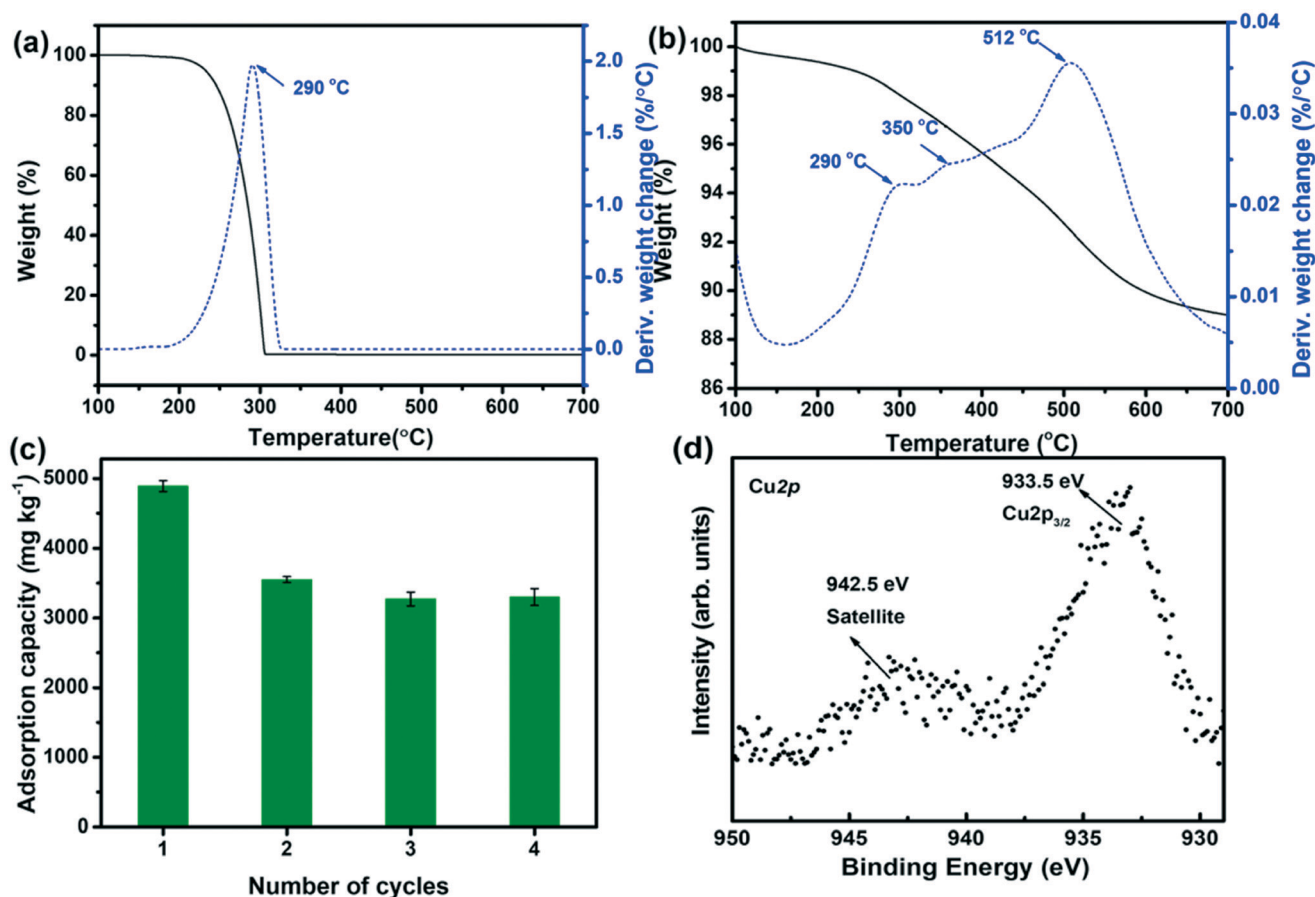 (a)
100
80
60
40
20
0
Weight (%)
290 °C
2.0
1.5
1.0
0.5
0.0
Deriv. weight change (%/°C)
100 200 300 400 500 600 700
Temperature(°C)
(b)
100
98
96
94
92
90
88
86
Weight (%)
290 °C
350 °C
512 °C
0.04
0.03
0.02
0.01
0.00
Deriv. weight change (%/°C)
100 200 300 400 500 600 700
Temperature (°C)
(c)
5000
4000
3000
2000
1000
0
Adsorption capacity (mg kg⁻¹)
1 2 3 4
Number of cycles
(d)
Cu2p
933.5 eV
Cu2p₃/₂
942.5 eV
Satellite
Intensity (arb. units)
950 945 940 935 930
Binding Energy (eV)